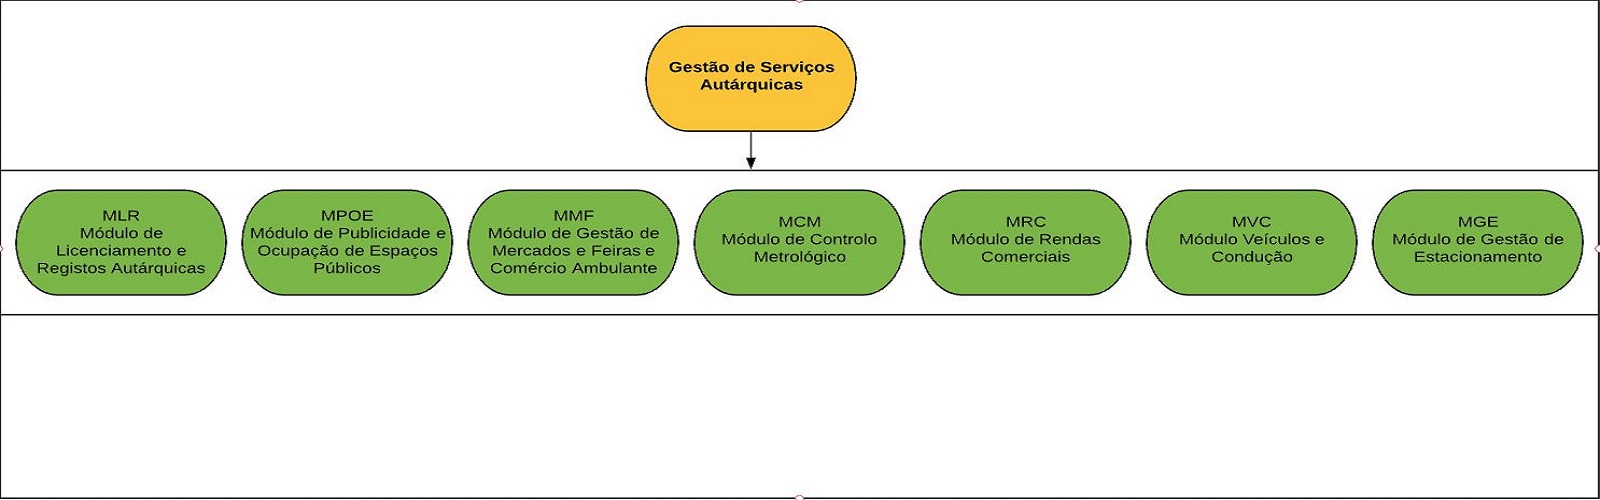 Gestão de Serviços
Autárquicas
MLR
Módulo de
Licenciamento e
Registos Autárquicas
MPOE
Módulo de Publicidade e
Ocupação de Espaços
Públicos
MMF
Módulo de Gestão de
Mercados e Feiras e
Comércio Ambulante
MCM
Módulo de Controlo
Metrológico
MRC
Módulo de Rendas
Comerciais
MVC
Módulo Veículos e
Condução
MGE
Módulo de Gestão de
Estacionamento